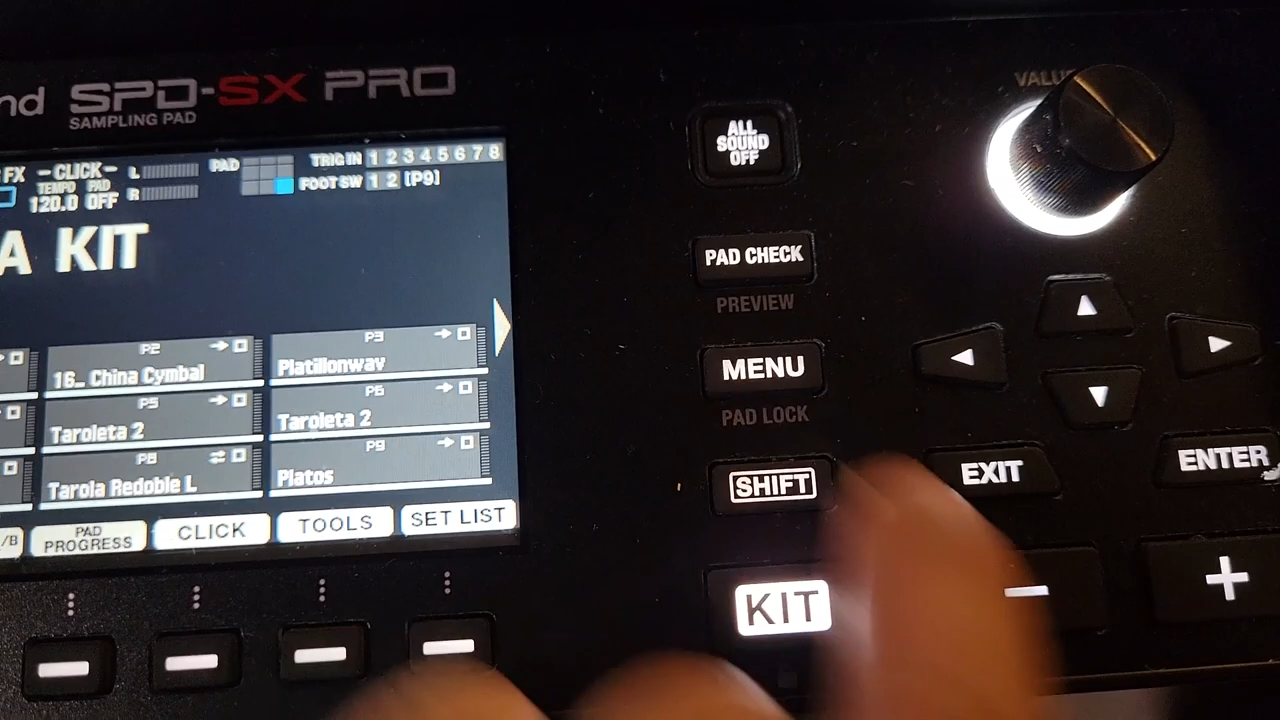 nd SPD-SX PRO
SAMPLING PAD
VALUE
FX -CLICK- L PAD TRIG IN 1 2 3 4 5 6 7 8
TEMPO PAD R FOOT SW 1 2 [P9]
120.0 OFF
A KIT
ALL SOUND OFF
PAD CHECK
PREVIEW
P2 P3
16_ China Cymbal Platillonwav
MENU
P5 P6
Taroleta 2 Taroleta 2
PAD LOCK
P8 P9
Tarola Redoble L Platos
SHIFT EXIT ENTER
/B PAD PROGRESS CLICK TOOLS SET LIST
KIT - +